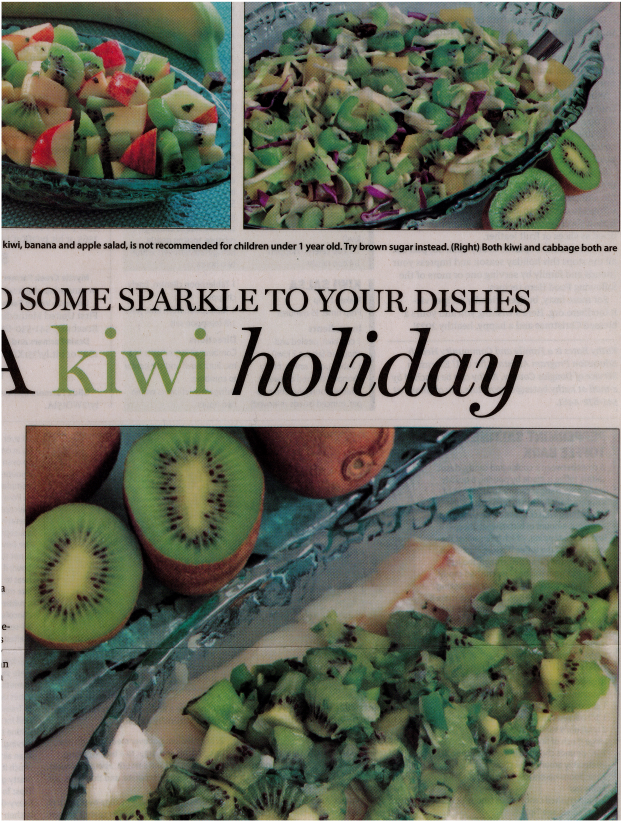 kiwi, banana and apple salad, is not recommended for children under 1 year old. Try brown sugar instead. (Right) Both kiwi and cabbage both are
D SOME SPARKLE TO YOUR DISHES
A kiwi holiday
a
e-
s
in